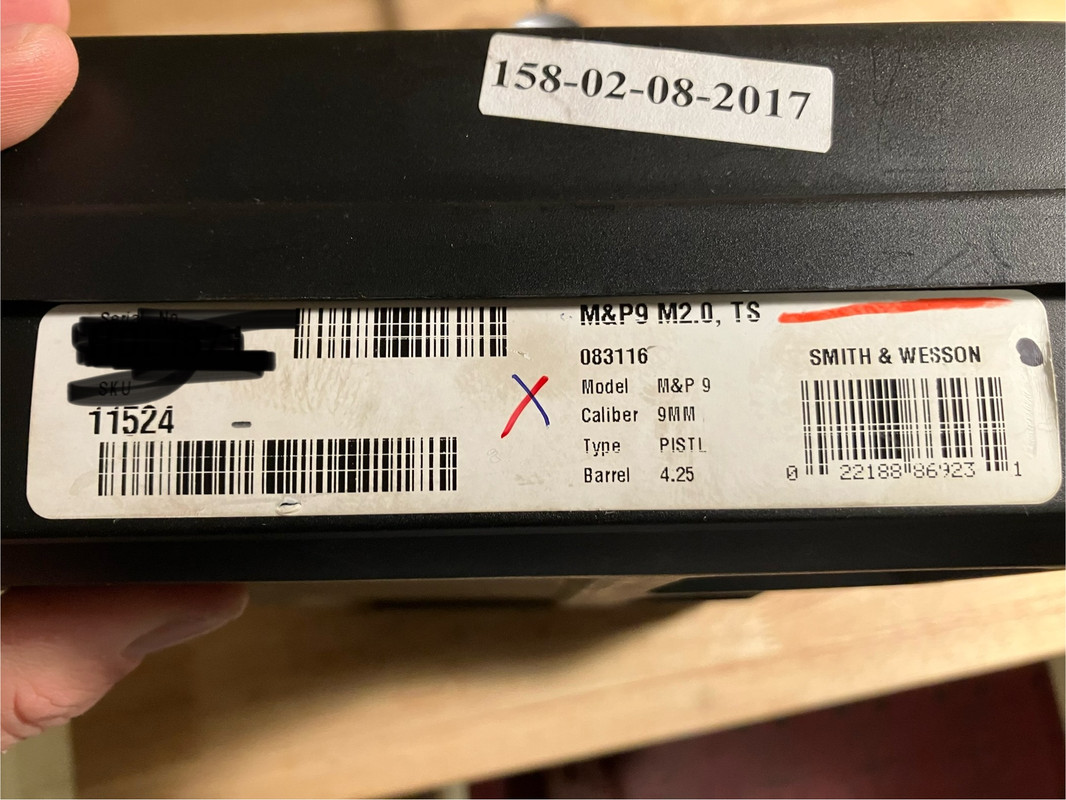 158-02-08-2017
SKU
11524
M&P9 M2.0, TS
083116
Model M&P 9
Caliber 9MM
Type PISTL
Barrel 4.25
SMITH & WESSON
0 22188 86923 1